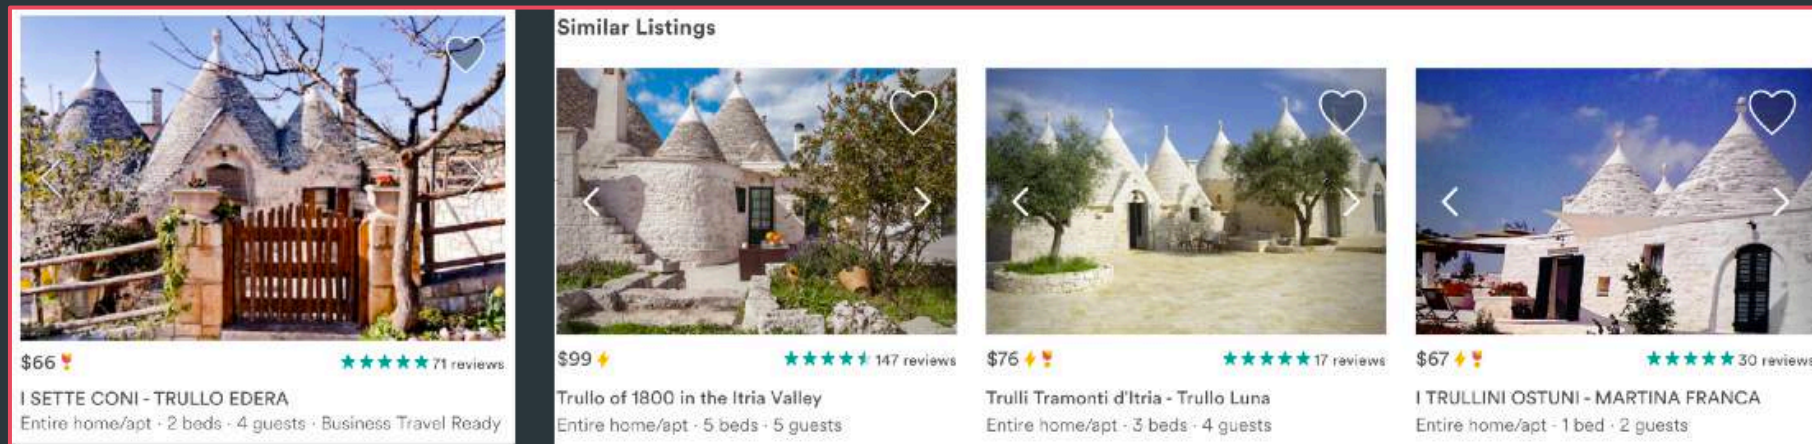 $66 71 reviews
I SETTE CONI - TRULLO EDERA
Entire home/apt · 2 beds · 4 guests · Business Travel Ready
Similar Listings
$99 147 reviews
Trullo of 1800 in the Itria Valley
Entire home/apt · 5 beds · 5 guests
$76 17 reviews
Trulli Tramonti d'Itria - Trullo Luna
Entire home/apt · 3 beds · 4 guests
$67 30 reviews
I TRULLINI OSTUNI - MARTINA FRANCA
Entire home/apt · 1 bed · 2 guests